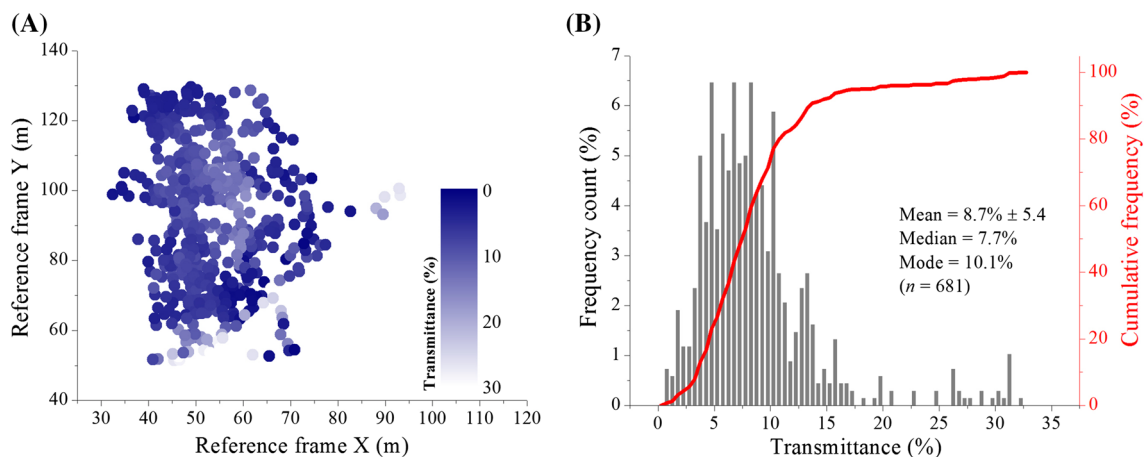 (A)
140
120
100
80
60
40
Reference frame Y (m)
30 40 50 60 70 80 90 100 110 120
Reference frame X (m)
Transmittance (%)
0
10
20
30
(B)
7
6
5
4
3
2
1
0
Frequency count (%)
0 5 10 15 20 25 30 35
Transmittance (%)
Mean = 8.7% ± 5.4
Median = 7.7%
Mode = 10.1%
(n = 681)
100
80
60
40
20
0
Cumulative frequency (%)